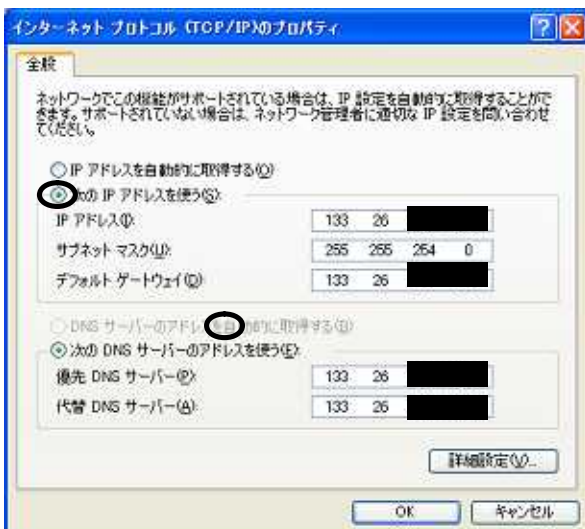 インターネット プロトコル (TCP/IP)のプロパティ
全般
ネットワークでこの機能がサポートされている場合は、IP 設定を自動的に取得することがで
きます。サポートされていない場合は、ネットワーク管理者に適切な IP 設定を問い合わせ
てください。
IP アドレスを自動的に取得する(O)
次の IP アドレスを使う(S):
IP アドレス(I): 133 26
サブネット マスク(U): 255 255 254 0
デフォルト ゲートウェイ(D): 133 26
DNS サーバーのアドレスを自動的に取得する(B)
次の DNS サーバーのアドレスを使う(E):
優先 DNS サーバー(P): 133 26
代替 DNS サーバー(A): 133 26
詳細設定(V)...
OK キャンセル